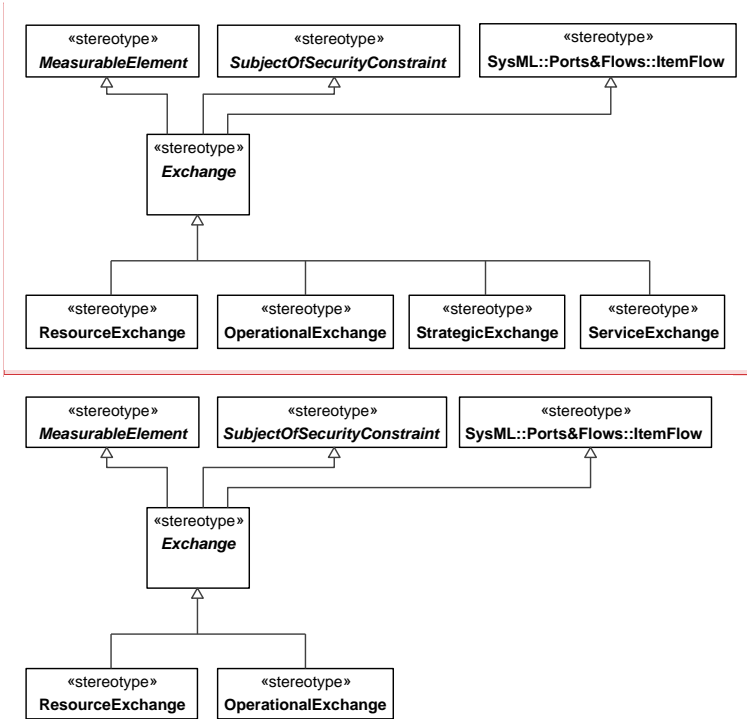 «stereotype» «stereotype» «stereotype»
MeasurableElement SubjectOfSecurityConstraint SysML::Ports&Flows::ItemFlow
«stereotype»
Exchange
«stereotype» «stereotype» «stereotype» «stereotype»
ResourceExchange OperationalExchange StrategicExchange ServiceExchange
«stereotype» «stereotype» «stereotype»
MeasurableElement SubjectOfSecurityConstraint SysML::Ports&Flows::ItemFlow
«stereotype»
Exchange
«stereotype» «stereotype»
ResourceExchange OperationalExchange